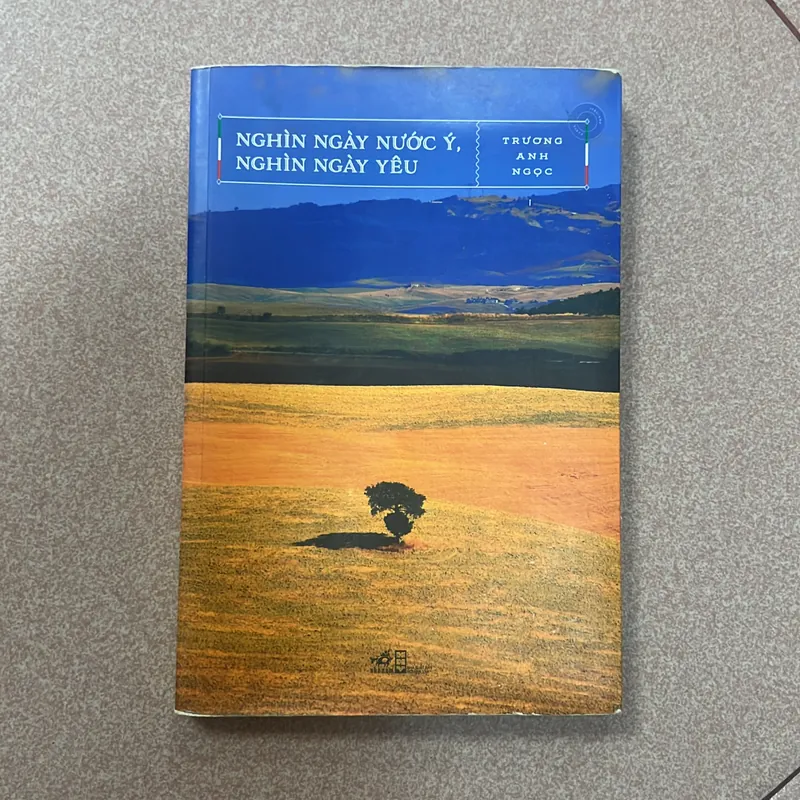 NGHÌN NGÀY NƯỚC Ý,
NGHÌN NGÀY YÊU
TRƯƠNG
ANH
NGỌC